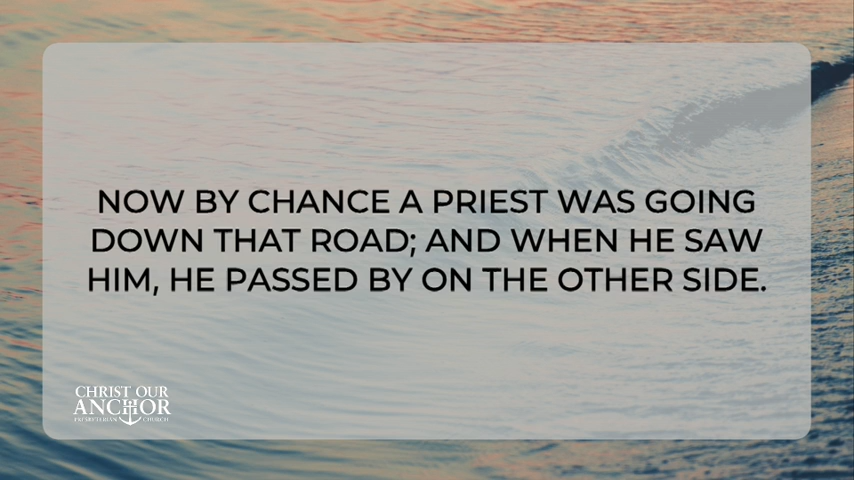 NOW BY CHANCE A PRIEST WAS GOING
DOWN THAT ROAD; AND WHEN HE SAW
HIM, HE PASSED BY ON THE OTHER SIDE.
CHRIST OUR
ANCHOR
PRESBYTERIAN CHURCH